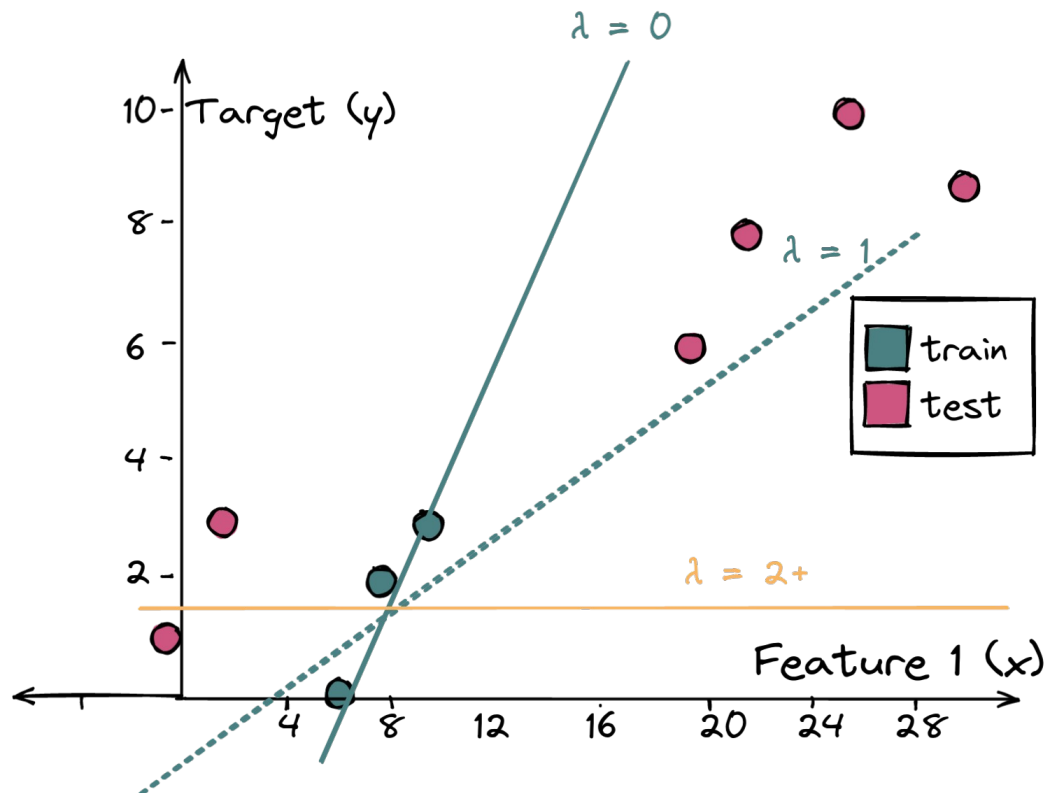 λ = 0
10
Target (y)
8
λ = 1
6
train
test
4
2
λ = 2+
Feature 1 (x)
4 8 12 16 20 24 28